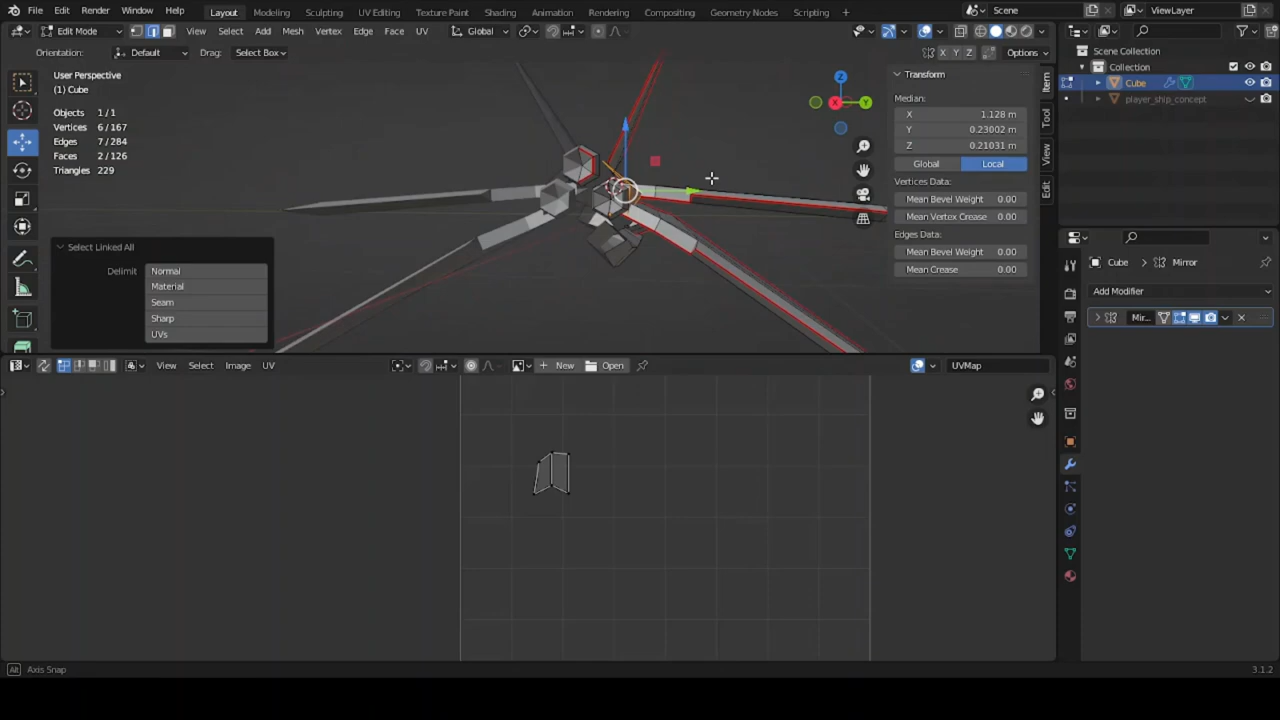 File Edit Render Window Help Layout Modeling Sculpting UV Editing Texture Paint Shading Animation Rendering Compositing Geometry Nodes Scripting + Scene ViewLayer
Edit Mode View Select Add Mesh Vertex Edge Face UV Global
Orientation: Default Drag: Select Box X Y Z Options
Scene Collection
Collection
Cube
player_ship_concept
User Perspective
(1) Cube
Objects 1/1
Vertices 6/167
Edges 7/284
Faces 2/126
Triangles 229
Z
X
Y
Transform
Median:
X 1.128 m
Y 0.23002 m
Z 0.21031 m
Global Local
Vertices Data:
Mean Bevel Weight 0.00
Mean Vertex Crease 0.00
Edges Data:
Mean Bevel Weight 0.00
Mean Crease 0.00
Item
Tool
View
Edit
Select Linked All
Delimit Normal
Material
Seam
Sharp
UVs
Cube Mirror
Add Modifier
Mir...
View Select Image UV New Open UVMap
Alt Axis Snap 3.1.2